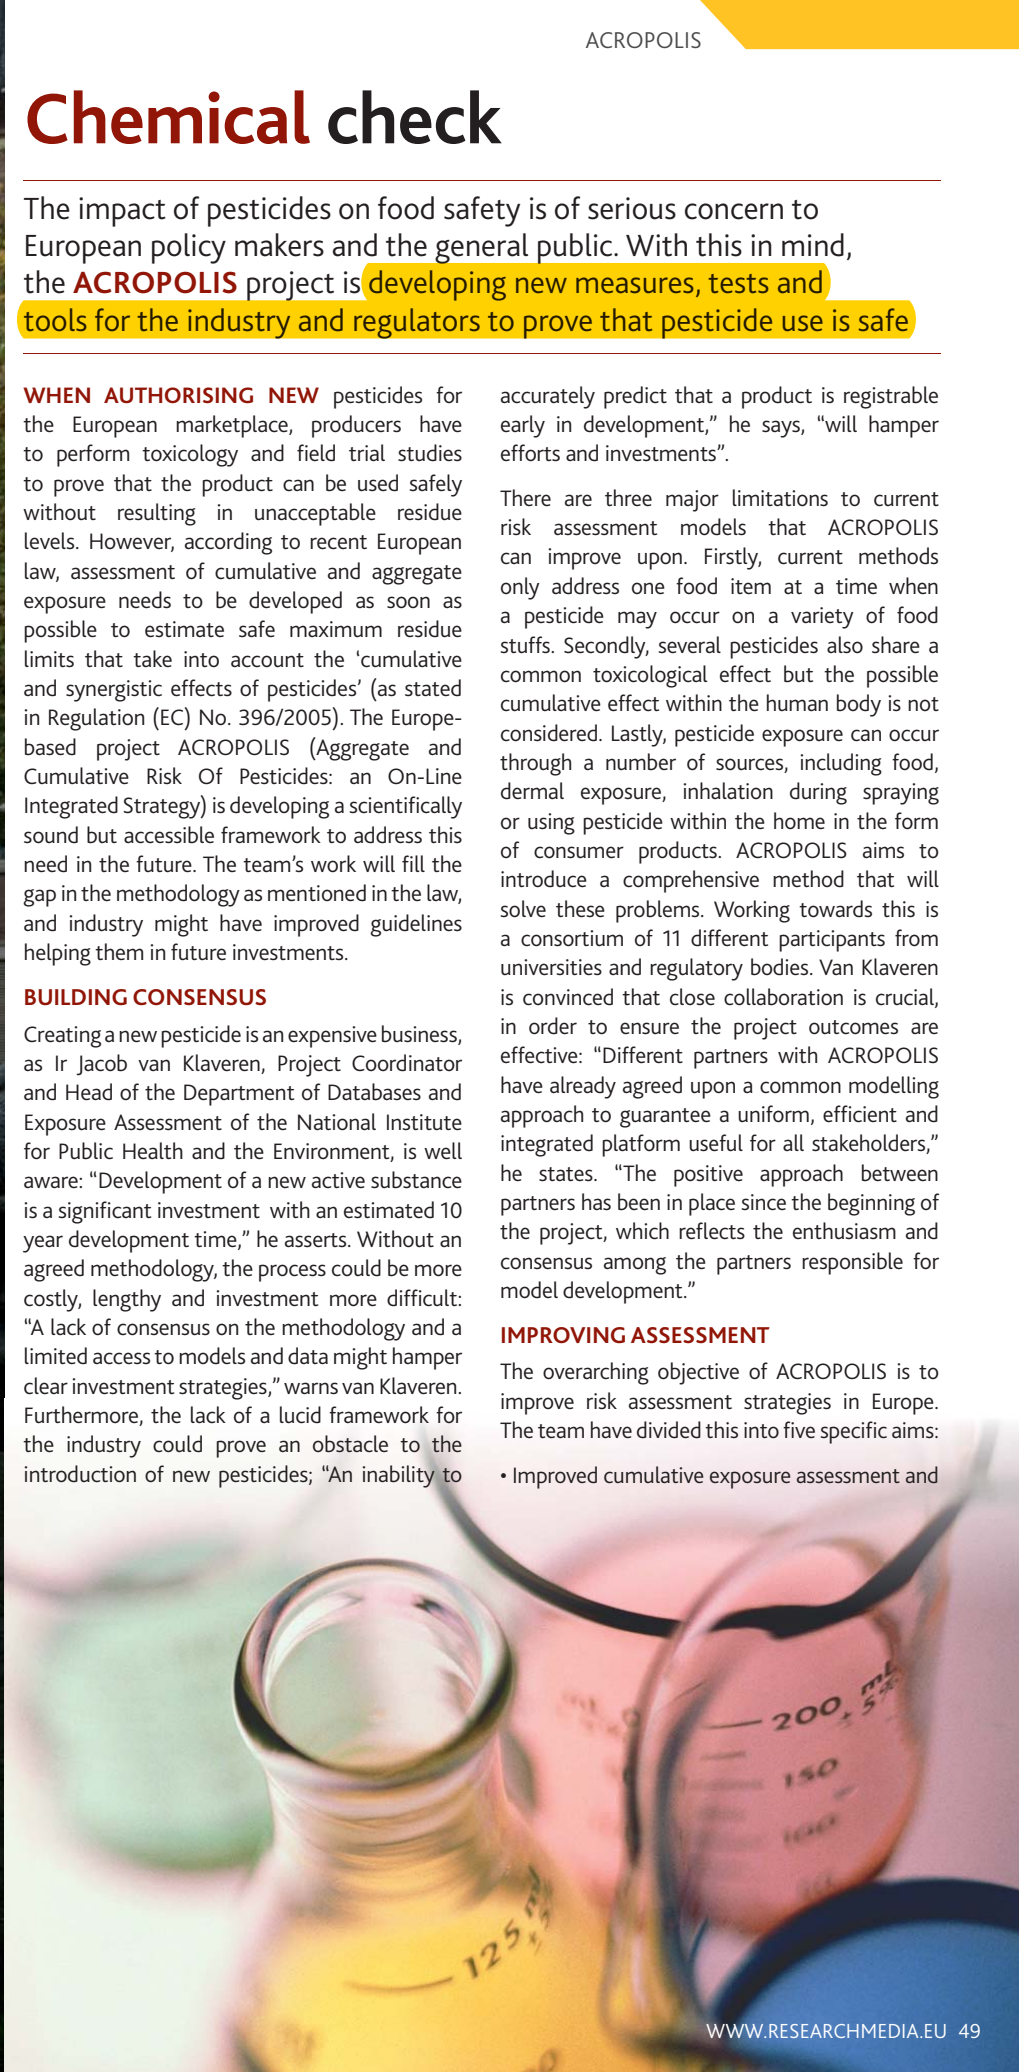 ACROPOLIS
Chemical check
The impact of pesticides on food safety is of serious concern to
European policy makers and the general public. With this in mind,
the ACROPOLIS project is developing new measures, tests and
tools for the industry and regulators to prove that pesticide use is safe
WHEN AUTHORISING NEW pesticides for
the European marketplace, producers have
to perform toxicology and field trial studies
to prove that the product can be used safely
without resulting in unacceptable residue
levels. However, according to recent European
law, assessment of cumulative and aggregate
exposure needs to be developed as soon as
possible to estimate safe maximum residue
limits that take into account the ‘cumulative
and synergistic effects of pesticides’ (as stated
in Regulation (EC) No. 396/2005). The Europe-
based project ACROPOLIS (Aggregate and
Cumulative Risk Of Pesticides: an On-Line
Integrated Strategy) is developing a scientifically
sound but accessible framework to address this
need in the future. The team’s work will fill the
gap in the methodology as mentioned in the law,
and industry might have improved guidelines
helping them in future investments.
BUILDING CONSENSUS
Creating a new pesticide is an expensive business,
as Ir Jacob van Klaveren, Project Coordinator
and Head of the Department of Databases and
Exposure Assessment of the National Institute
for Public Health and the Environment, is well
aware: “Development of a new active substance
is a significant investment with an estimated 10
year development time,” he asserts. Without an
agreed methodology, the process could be more
costly, lengthy and investment more difficult:
“A lack of consensus on the methodology and a
limited access to models and data might hamper
clear investment strategies,” warns van Klaveren.
Furthermore, the lack of a lucid framework for
the industry could prove an obstacle to the
introduction of new pesticides; “An inability to
accurately predict that a product is registrable
early in development,” he says, “will hamper
efforts and investments”.
There are three major limitations to current
risk assessment models that ACROPOLIS
can improve upon. Firstly, current methods
only address one food item at a time when
a pesticide may occur on a variety of food
stuffs. Secondly, several pesticides also share a
common toxicological effect but the possible
cumulative effect within the human body is not
considered. Lastly, pesticide exposure can occur
through a number of sources, including food,
dermal exposure, inhalation during spraying
or using pesticide within the home in the form
of consumer products. ACROPOLIS aims to
introduce a comprehensive method that will
solve these problems. Working towards this is
a consortium of 11 different participants from
universities and regulatory bodies. Van Klaveren
is convinced that close collaboration is crucial,
in order to ensure the project outcomes are
effective: “Different partners with ACROPOLIS
have already agreed upon a common modelling
approach to guarantee a uniform, efficient and
integrated platform useful for all stakeholders,”
he states. “The positive approach between
partners has been in place since the beginning of
the project, which reflects the enthusiasm and
consensus among the partners responsible for
model development.”
IMPROVING ASSESSMENT
The overarching objective of ACROPOLIS is to
improve risk assessment strategies in Europe.
The team have divided this into five specific aims:
• Improved cumulative exposure assessment and
200 mL
150
100
125 mL
WWW.RESEARCHMEDIA.EU 49